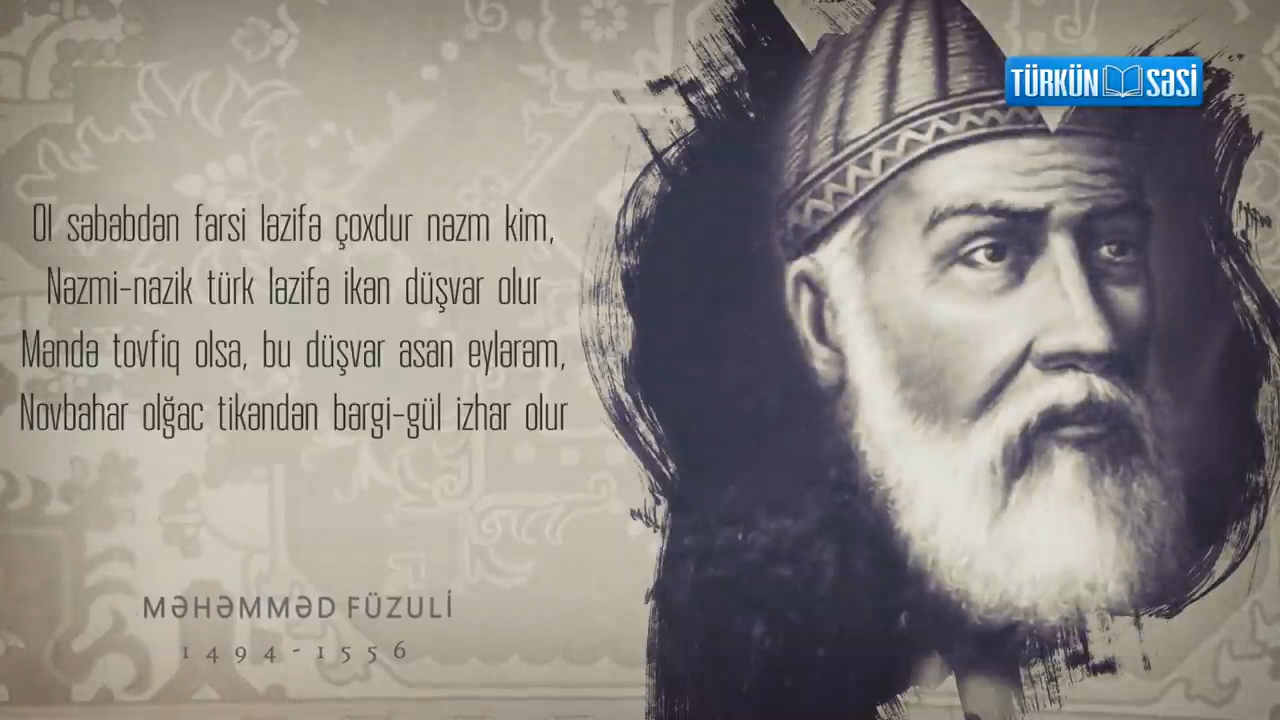 TÜRKÜN SƏSİ
Ol səbəbdən farsi ləzifə çoxdur nəzm kim,
Nəzmi-nazik türk ləzifə ikən düşvar olur
Məndə tovfiq olsa, bu düşvar asan eylərəm,
Novbahar olğac tikəndən bərgi-gül izhar olur
MƏHƏMMƏD FÜZULİ
1494-1556